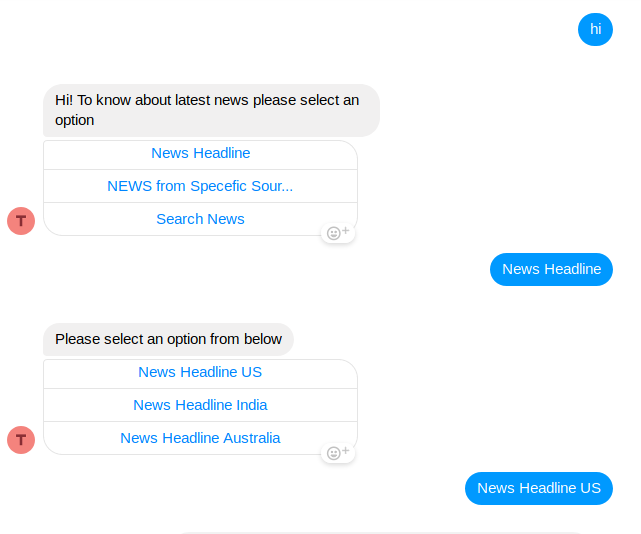 hi
Hi! To know about latest news please select an
option
News Headline
NEWS from Specefic Sour...
Search News
T
News Headline
Please select an option from below
News Headline US
News Headline India
News Headline Australia
T
News Headline US